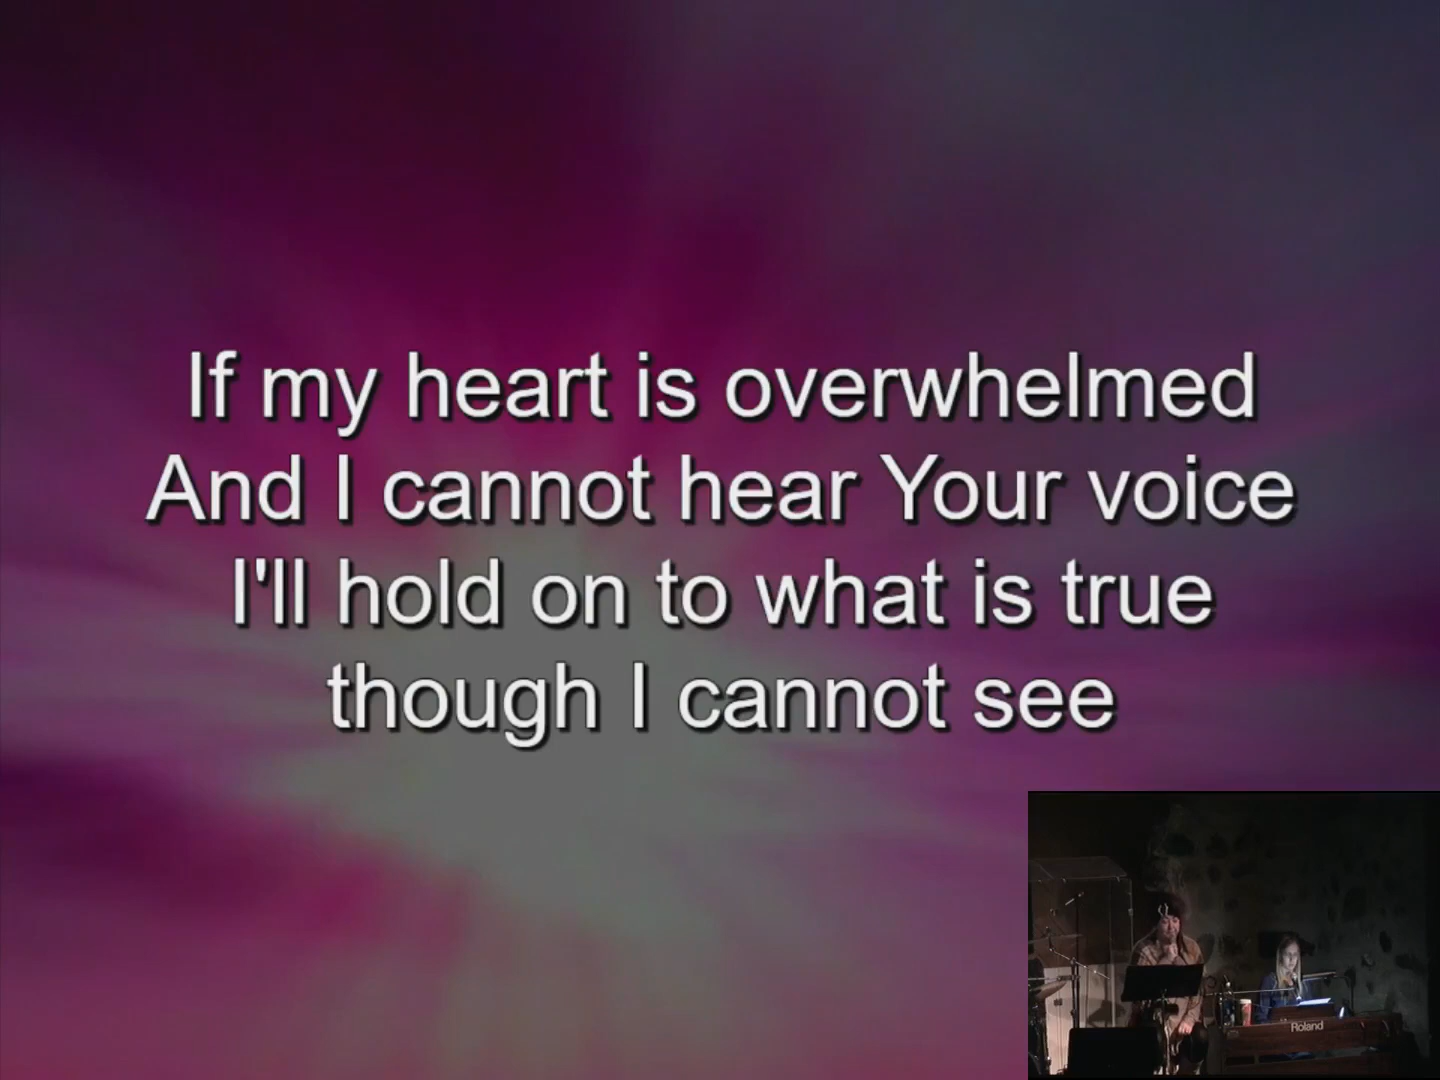 If my heart is overwhelmed
And I cannot hear Your voice
I'll hold on to what is true
though I cannot see
Roland